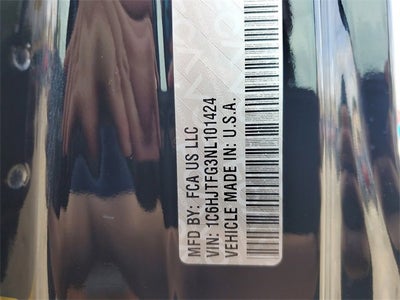 MFD BY: FCA US LLC
VIN: 1C6HJTFG3NL101424
VEHICLE MADE IN: U.S.A.